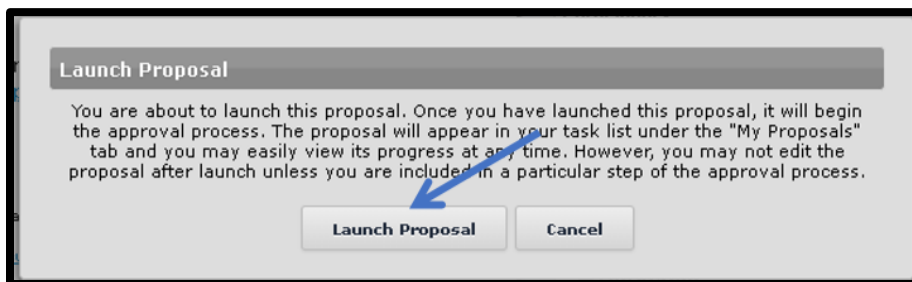 Launch Proposal
You are about to launch this proposal. Once you have launched this proposal, it will begin
the approval process. The proposal will appear in your task list under the "My Proposals"
tab and you may easily view its progress at any time. However, you may not edit the
proposal after launch unless you are included in a particular step of the approval process.
Launch Proposal
Cancel